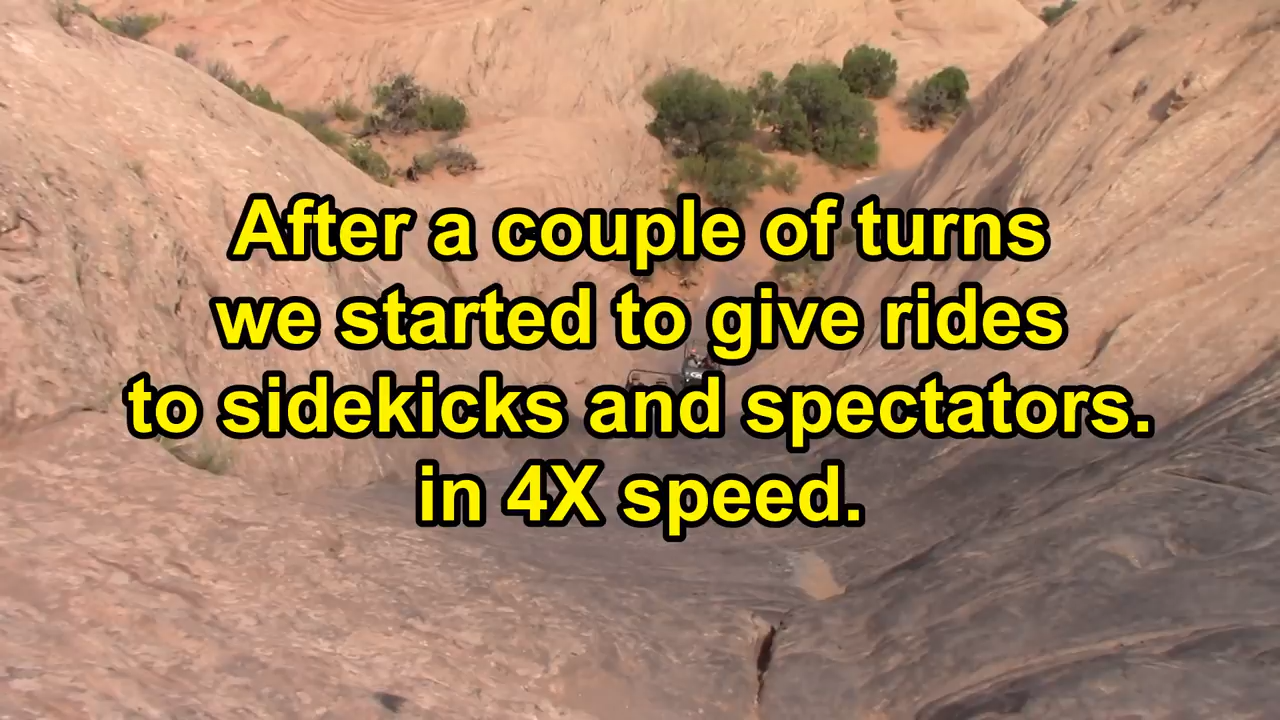 After a couple of turns
we started to give rides
to sidekicks and spectators.
in 4X speed.